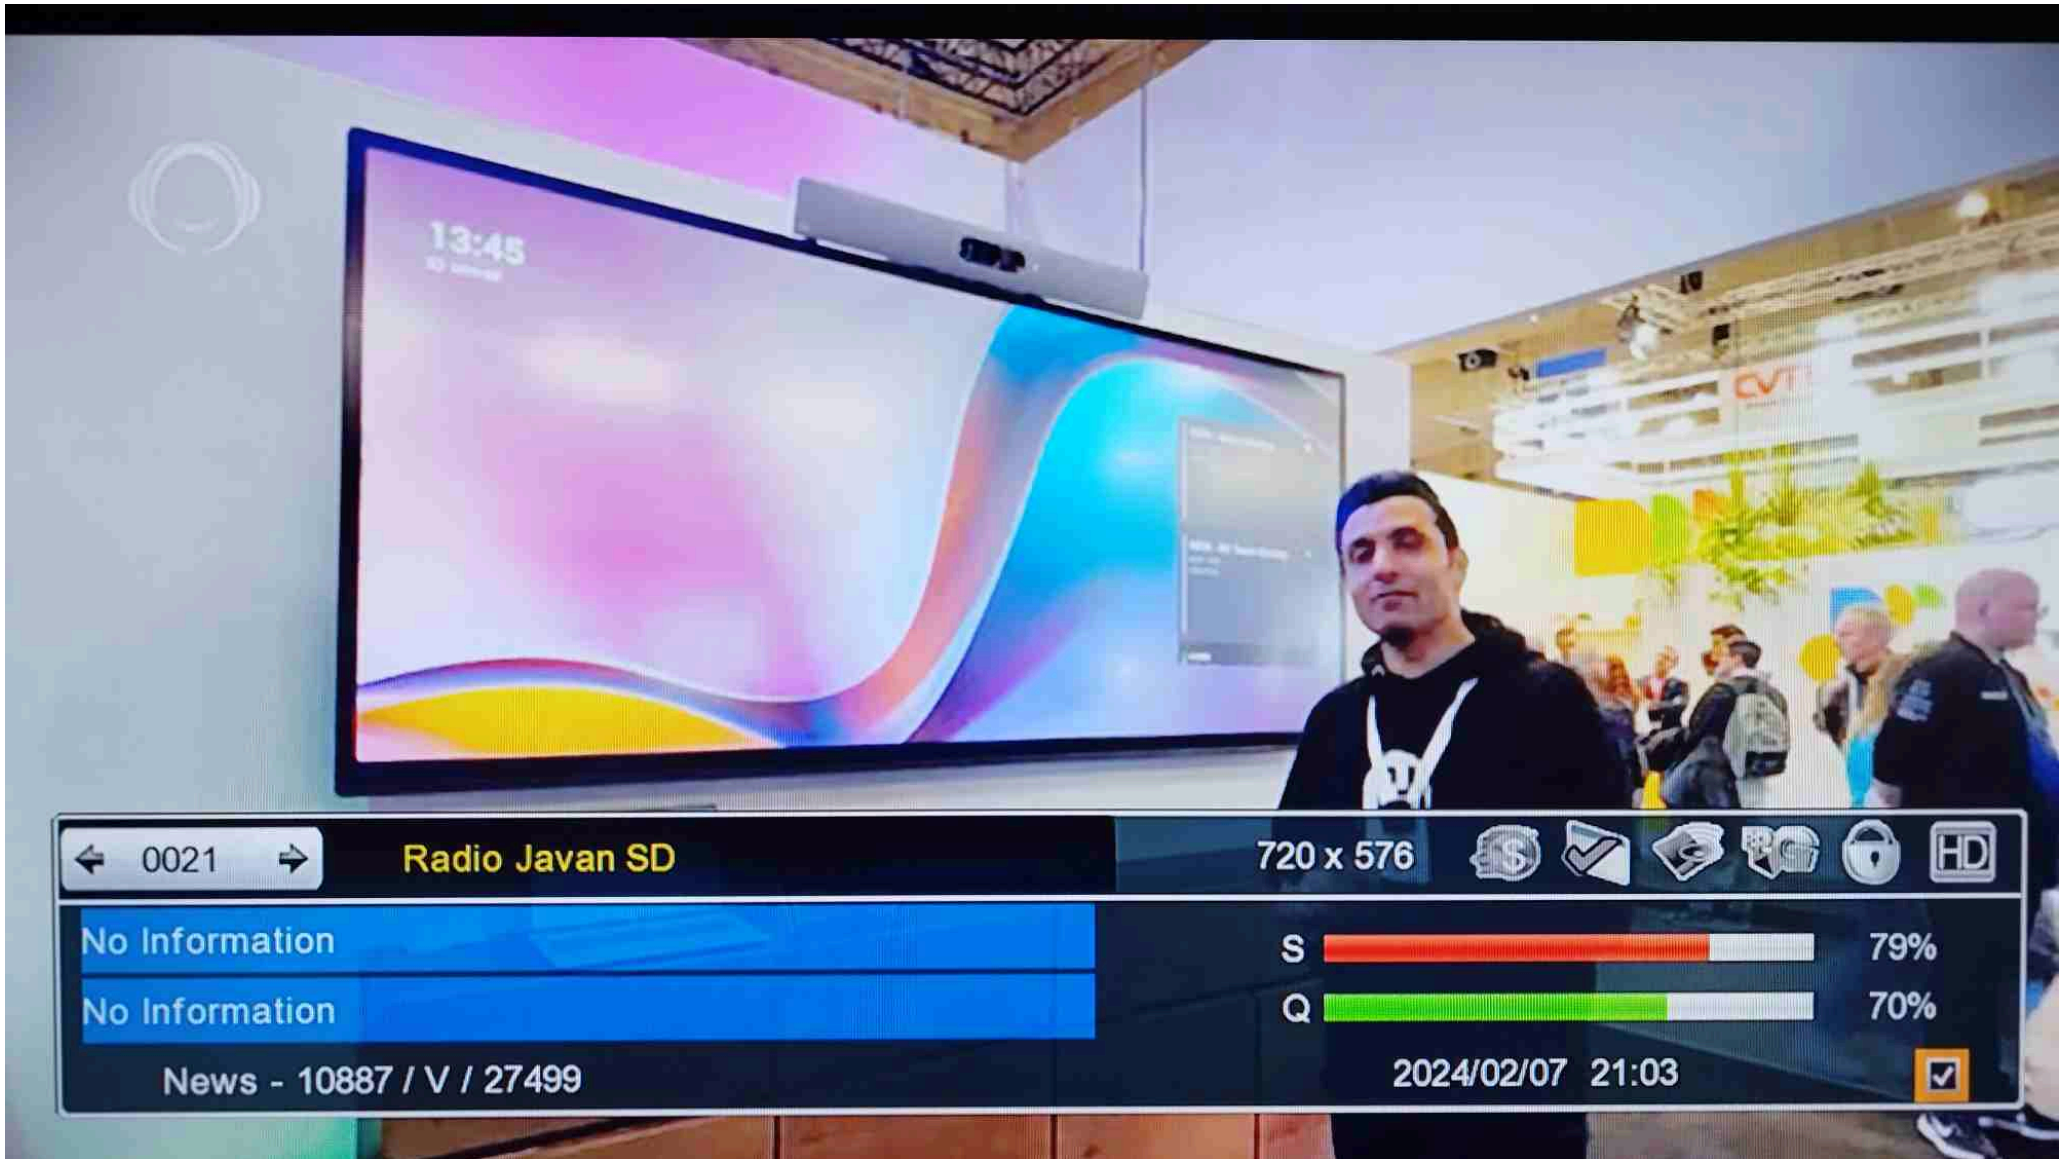 13:45
CV
0021
Radio Javan SD
720 x 576
HD
No Information
S 79%
No Information
Q 70%
News - 10887 / V / 27499
2024/02/07 21:03